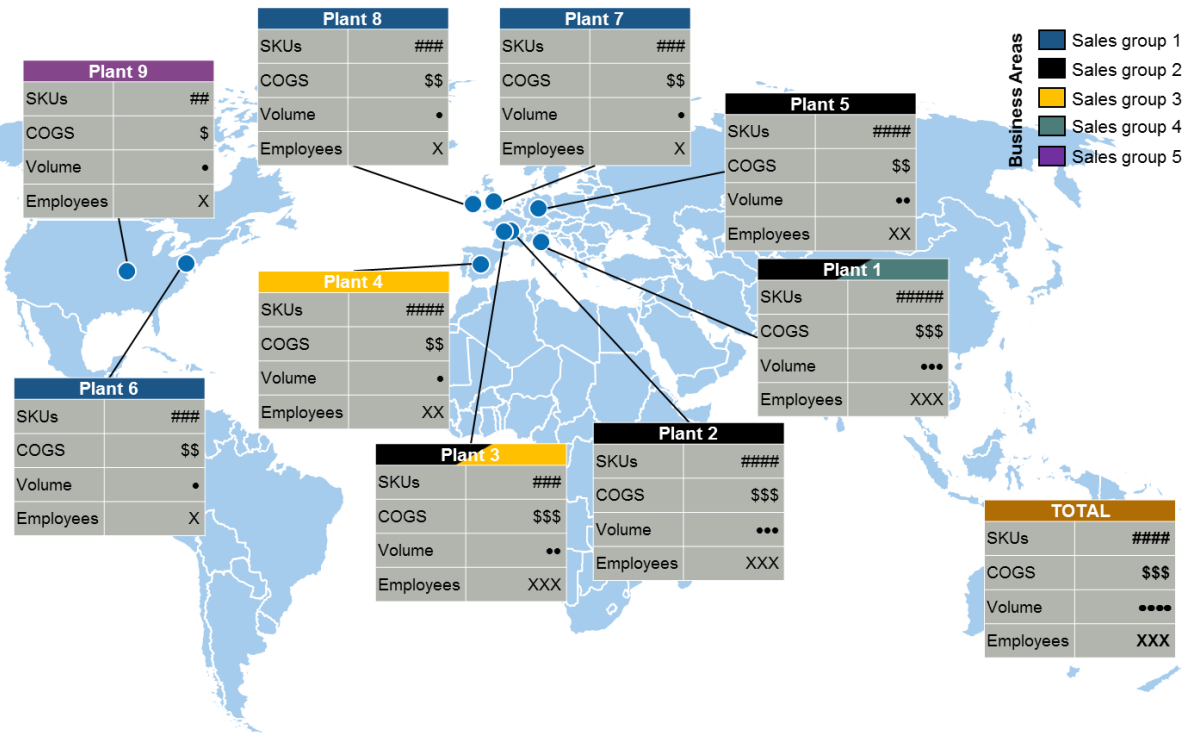 Plant 8
SKUs ###
COGS $$
Volume •
Employees X
Plant 7
SKUs ###
COGS $$
Volume •
Employees X
Business Areas
Sales group 1
Sales group 2
Sales group 3
Sales group 4
Sales group 5
Plant 9
SKUs ##
COGS $
Volume •
Employees X
Plant 5
SKUs ####
COGS $$
Volume ••
Employees XX
Plant 4
SKUs ####
COGS $$
Volume •
Employees XX
Plant 1
SKUs #####
COGS $$$
Volume •••
Employees XXX
Plant 6
SKUs ###
COGS $$
Volume •
Employees X
Plant 3
SKUs ###
COGS $$$
Volume ••
Employees XXX
Plant 2
SKUs ####
COGS $$$
Volume •••
Employees XXX
TOTAL
SKUs ####
COGS $$$
Volume ••••
Employees XXX